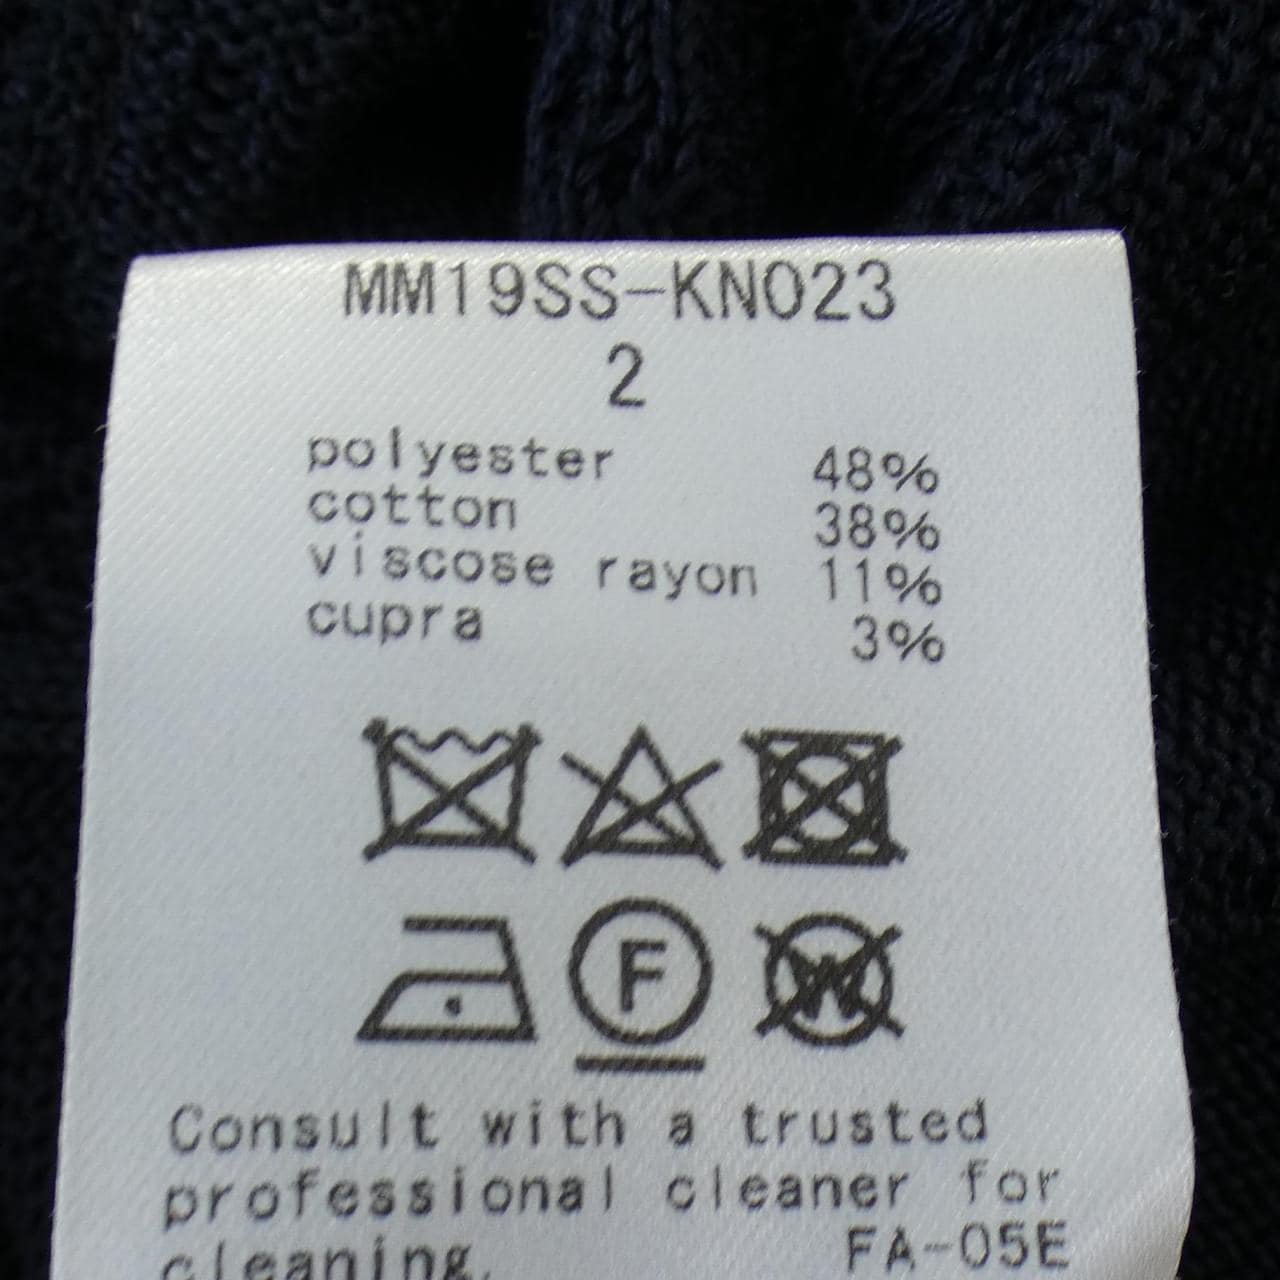 MM19SS-KN023
2
polyester 48%
cotton 38%
viscose rayon 11%
cupra 3%
F
W
Consult with a trusted
professional cleaner for
cleaning. FA-05E